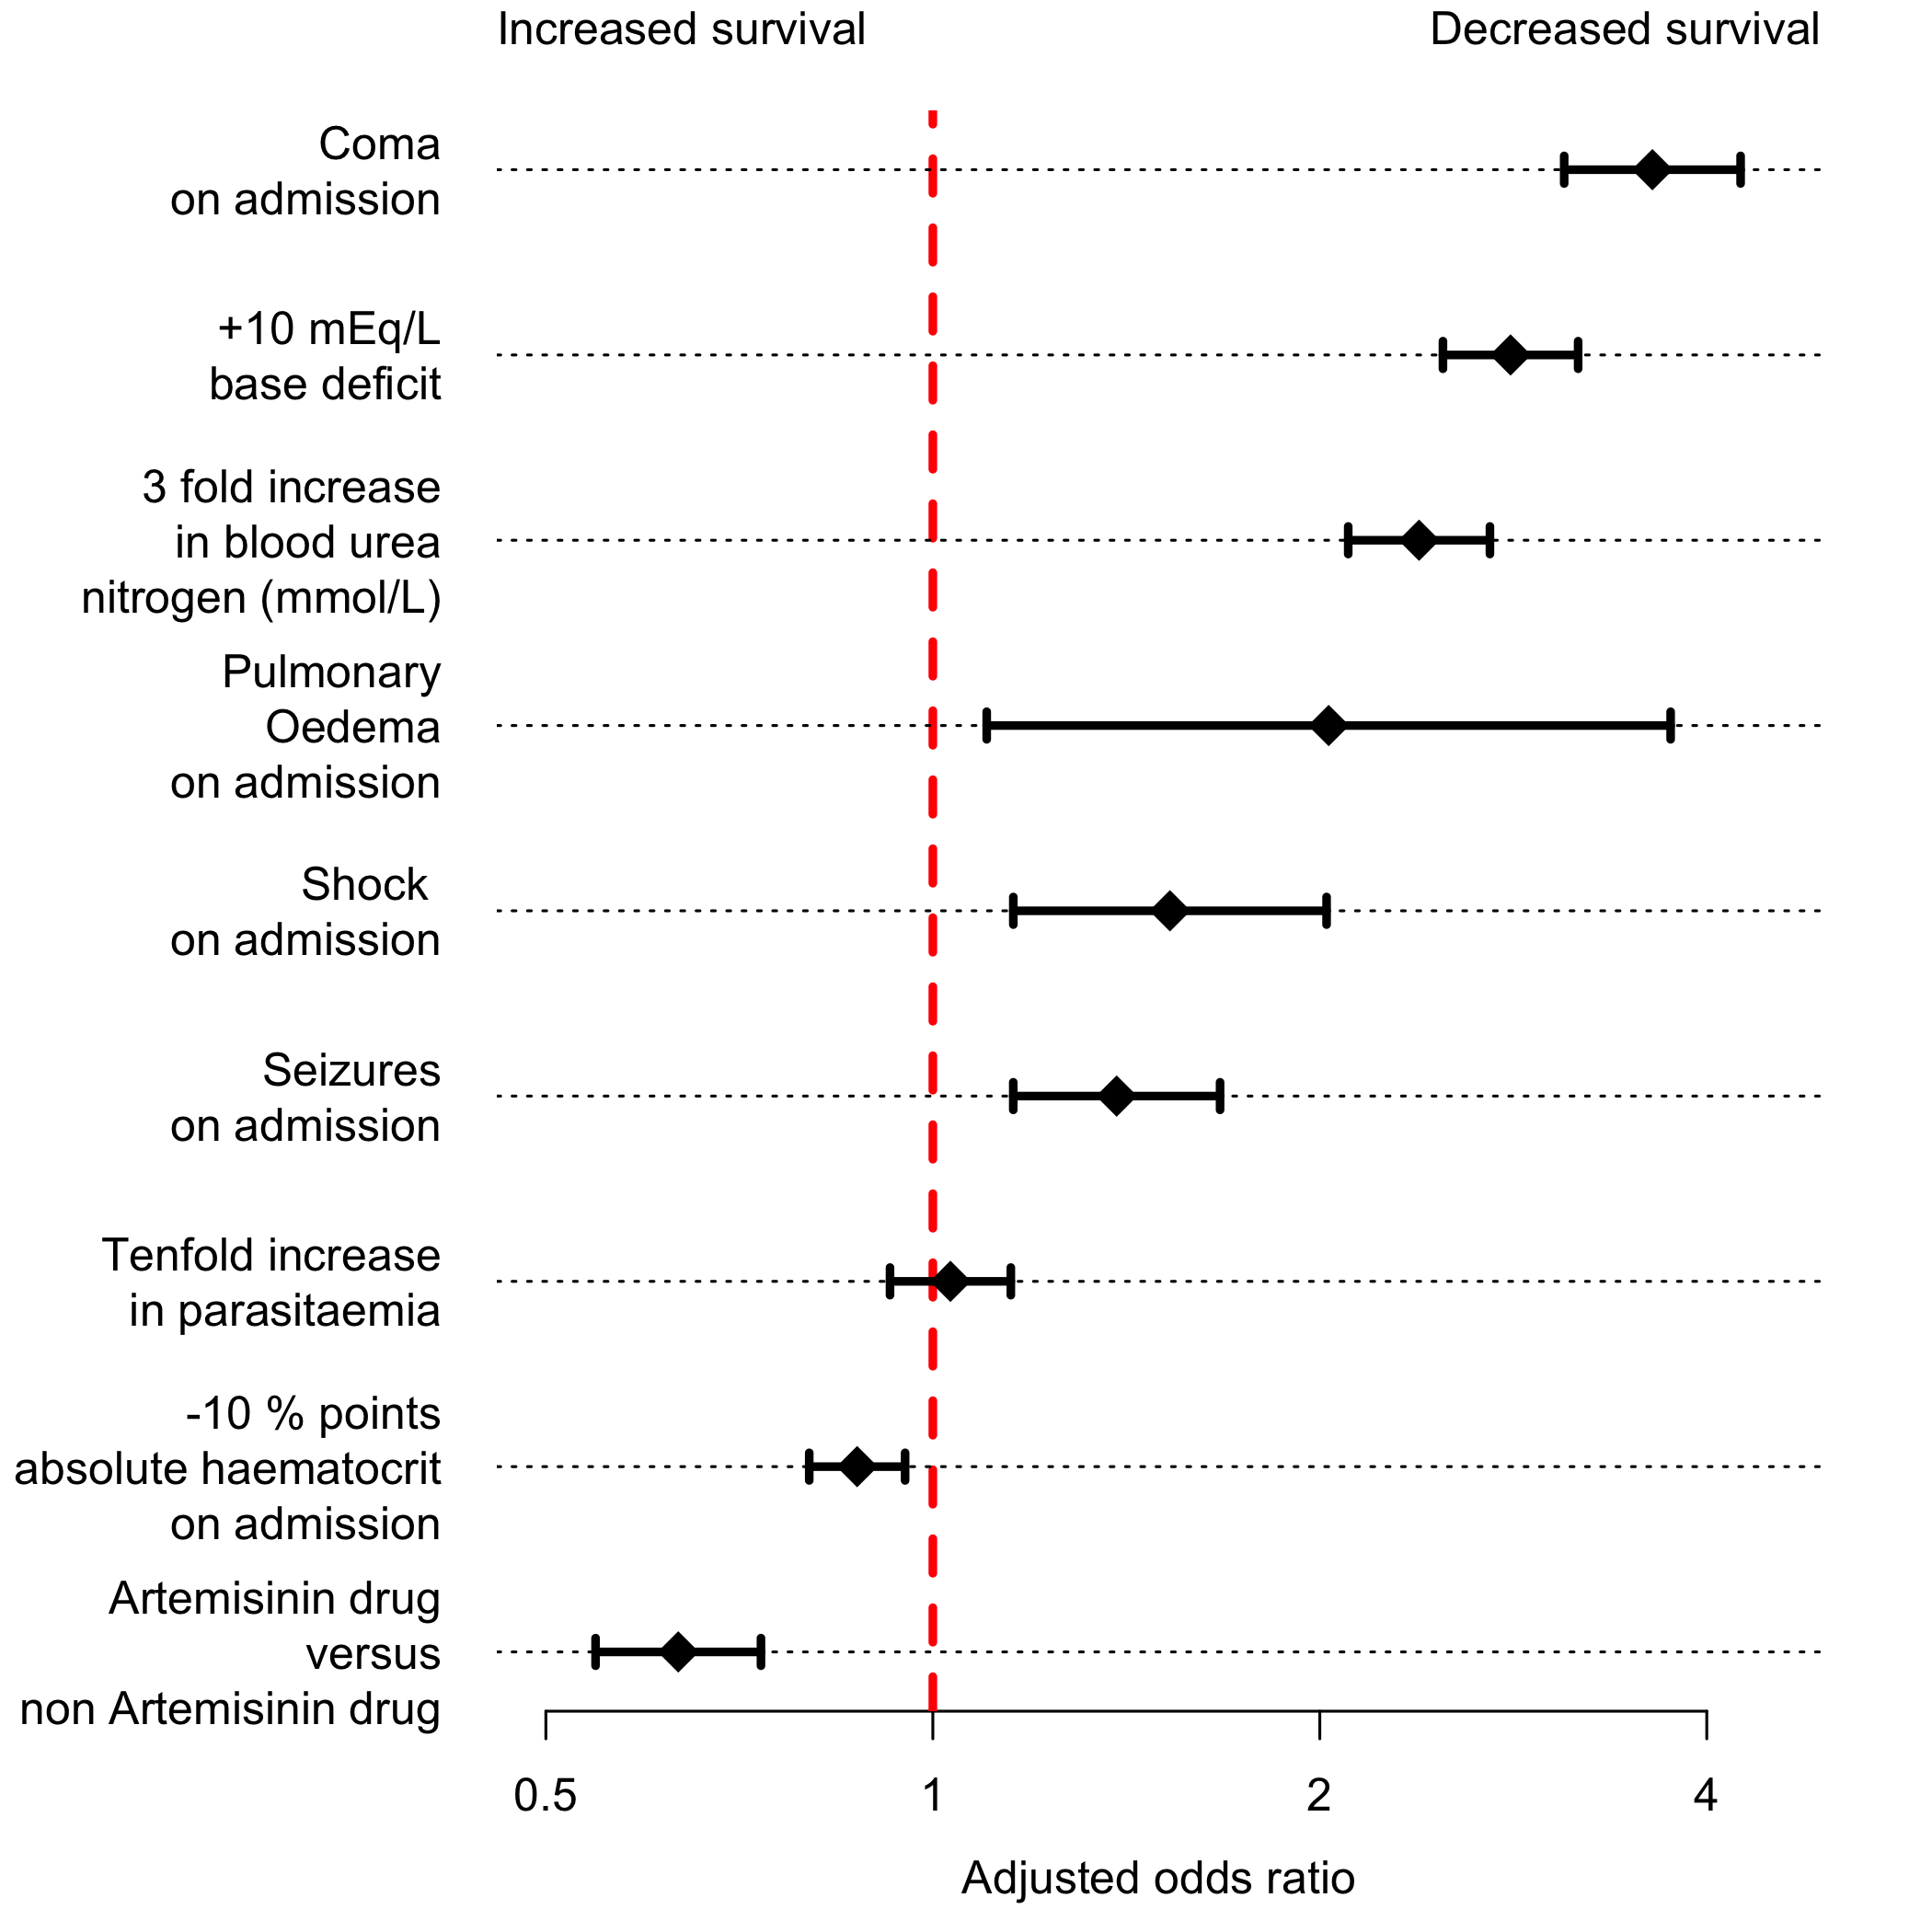 Increased survival
Decreased survival
Coma
on admission
+10 mEq/L
base deficit
3 fold increase
in blood urea
nitrogen (mmol/L)
Pulmonary
Oedema
on admission
Shock
on admission
Seizures
on admission
Tenfold increase
in parasitaemia
-10 % points
absolute haematocrit
on admission
Artemisinin drug
versus
non Artemisinin drug
0.5
1
2
4
Adjusted odds ratio